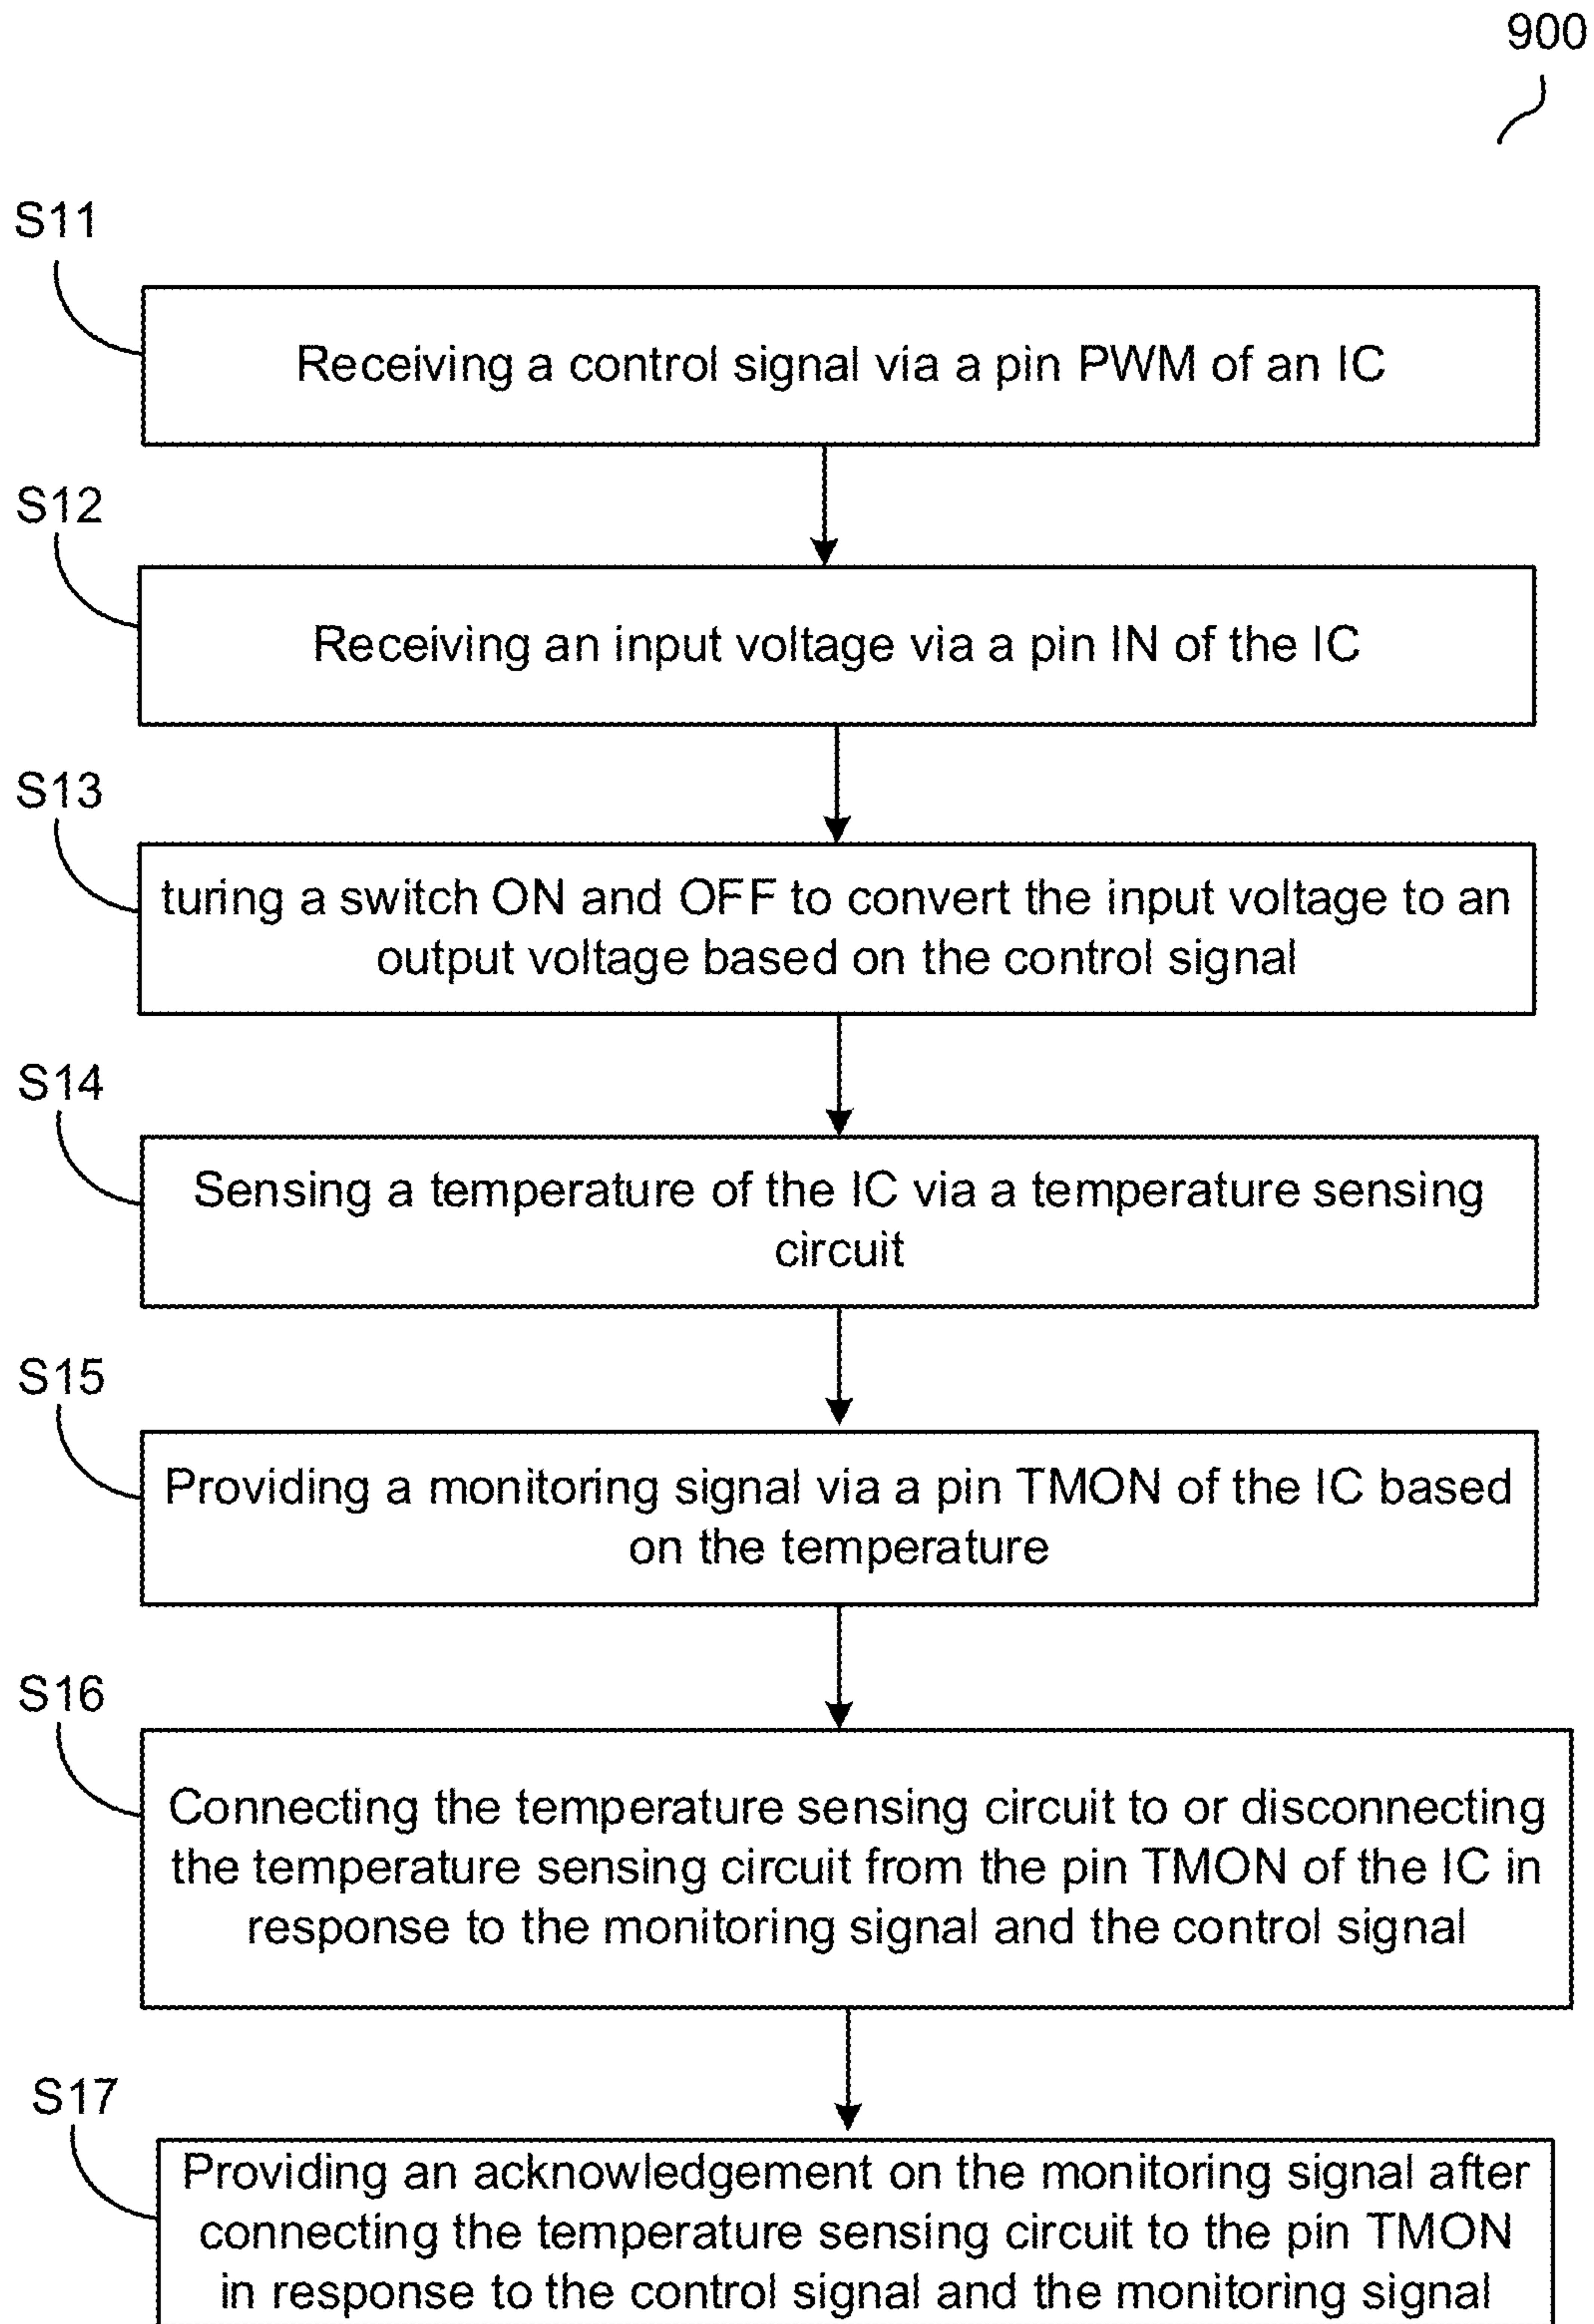 900
S11
Receiving a control signal via a pin PWM of an IC
S12
Receiving an input voltage via a pin IN of the IC
S13
turing a switch ON and OFF to convert the input voltage to an
output voltage based on the control signal
S14
Sensing a temperature of the IC via a temperature sensing
circuit
S15
Providing a monitoring signal via a pin TMON of the IC based
on the temperature
S16
Connecting the temperature sensing circuit to or disconnecting
the temperature sensing circuit from the pin TMON of the IC in
response to the monitoring signal and the control signal
S17
Providing an acknowledgement on the monitoring signal after
connecting the temperature sensing circuit to the pin TMON
in response to the control signal and the monitoring signal